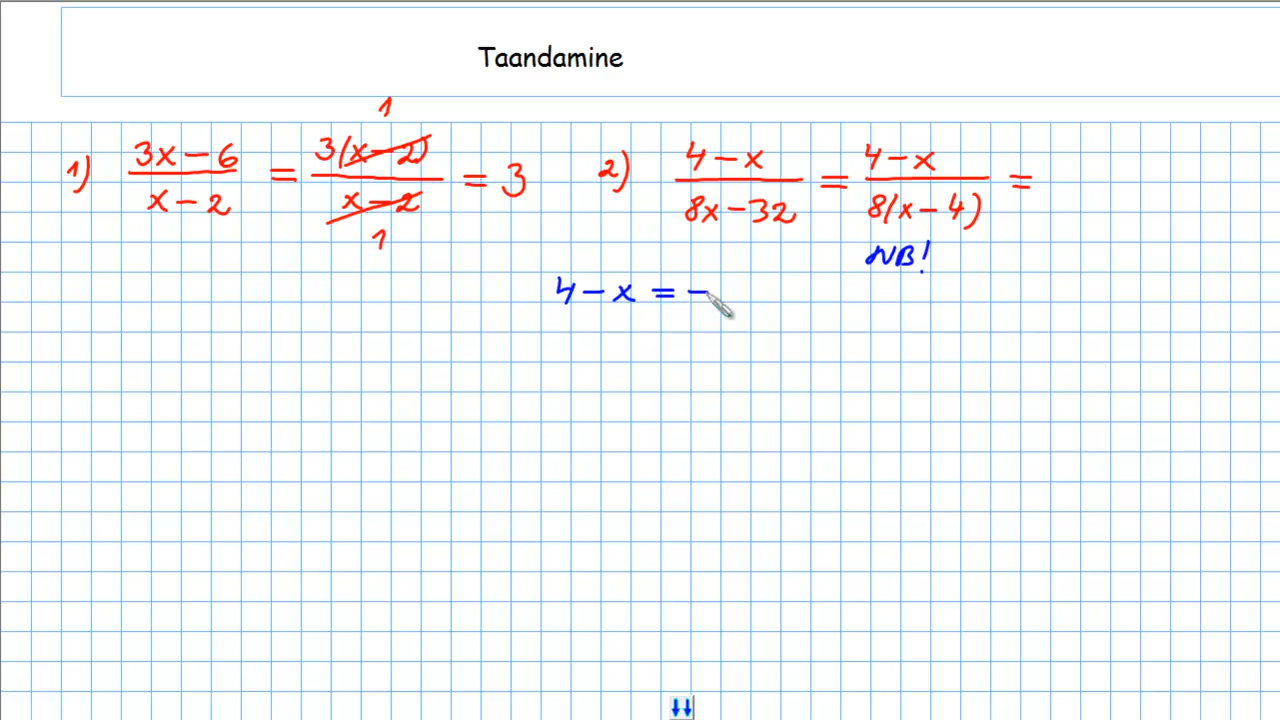 Taandamine
1) (3x-6)/(x-2) = 3(x-2)/(x-2) = 3
1
1
2) (4-x)/(8x-32) = (4-x)/(8(x-4)) =
NB!
4-x = -